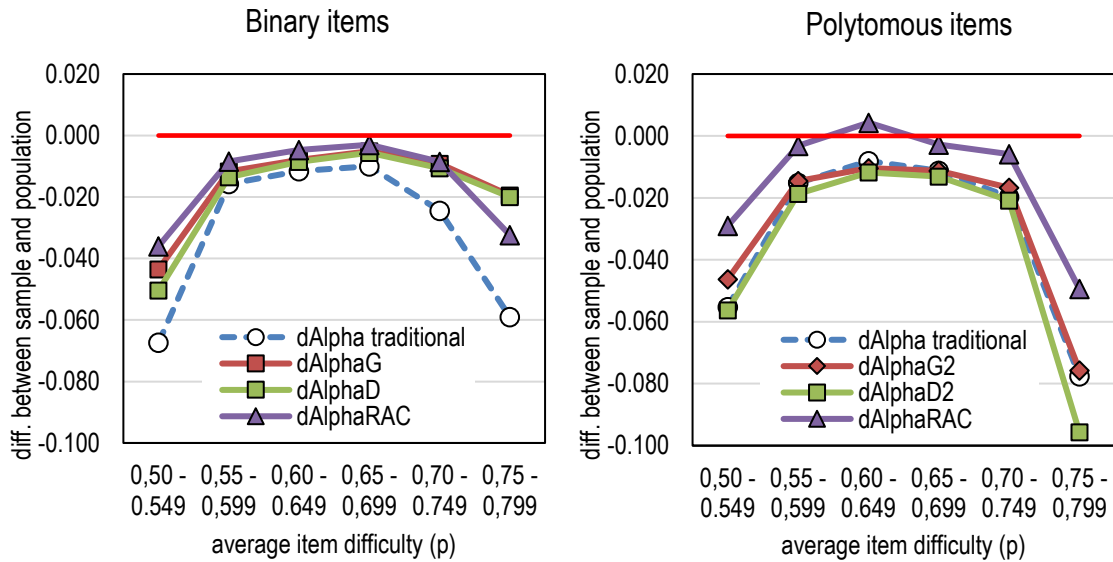 Binary items
diff. between sample and population
0.020
0.000
-0.020
-0.040
-0.060
-0.080
-0.100
dAlpha traditional
dAlphaG
dAlphaD
dAlphaRAC
0,50 - 0,55 - 0,60 - 0,65 - 0,70 - 0,75 -
0.549 0,599 0.649 0,699 0.749 0,799
average item difficulty (p)
Polytomous items
diff. between sample and population
0.020
0.000
-0.020
-0.040
-0.060
-0.080
-0.100
dAlpha traditional
dAlphaG2
dAlphaD2
dAlphaRAC
0,50 - 0,55 - 0,60 - 0,65 - 0,70 - 0,75 -
0.549 0,599 0.649 0,699 0.749 0,799
average item difficulty (p)